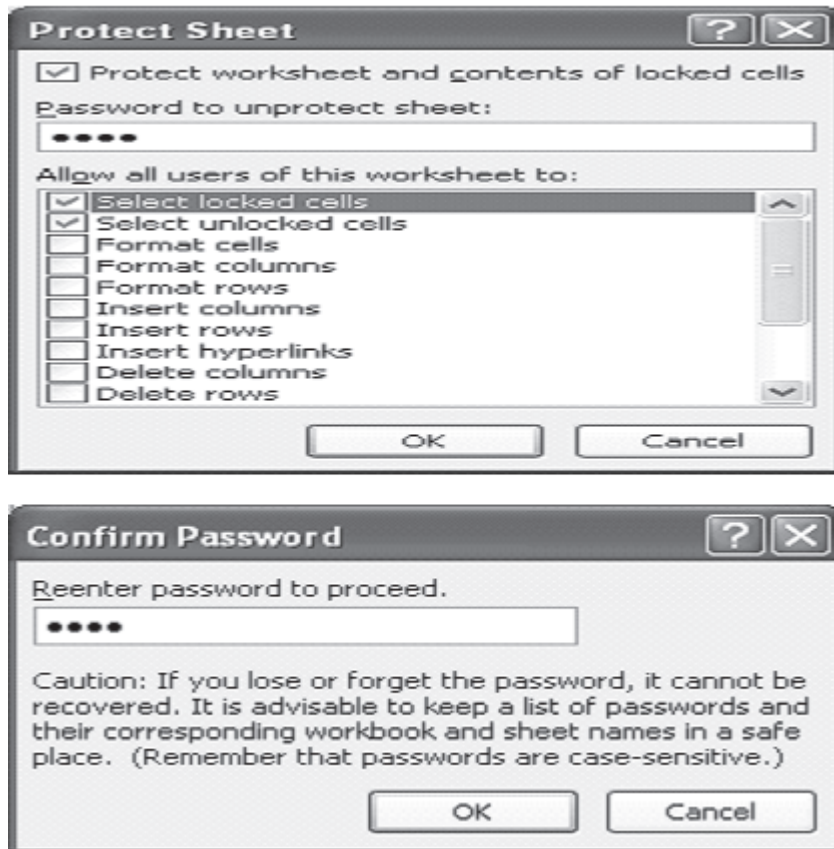 Protect Sheet
Protect worksheet and contents of locked cells
Password to unprotect sheet:
••••
Allow all users of this worksheet to:
Select locked cells
Select unlocked cells
Format cells
Format columns
Format rows
Insert columns
Insert rows
Insert hyperlinks
Delete columns
Delete rows
OK Cancel
Confirm Password
Reenter password to proceed.
••••
Caution: If you lose or forget the password, it cannot be
recovered. It is advisable to keep a list of passwords and
their corresponding workbook and sheet names in a safe
place. (Remember that passwords are case-sensitive.)
OK Cancel